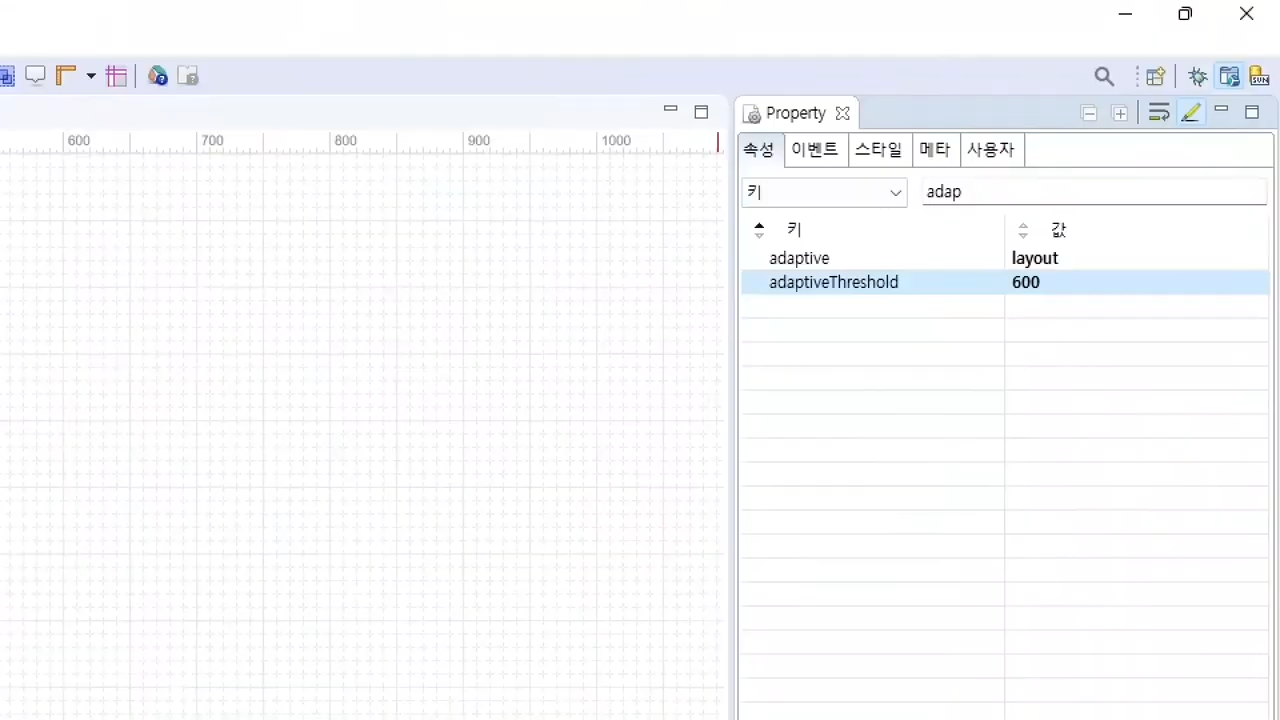 SVN
Property
600 700 800 900 1000
속성 이벤트 스타일 메타 사용자
키 adap
키 값
adaptive layout
adaptiveThreshold 600